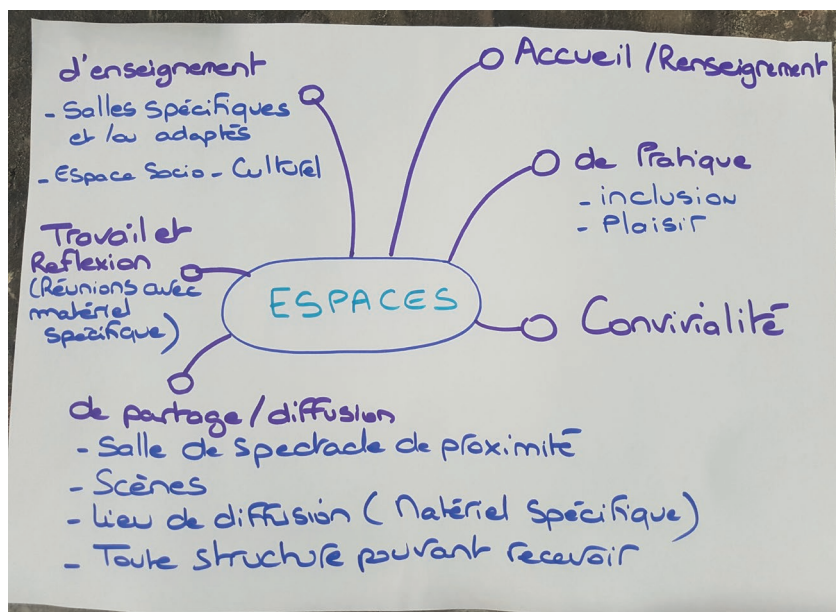 d'enseignement
- Salles spécifiques
et/ou adaptés
- Espace Socio-Culturel
Accueil/Renseignement
de Pratique
- inclusion
- Plaisir
Travail et
Reflexion
(Réunions avec
matériel
spécifique)
ESPACES
Convivialité
de partage/diffusion
- Salle de spectacle de proximité
- Scènes
- Lieu de diffusion (Matériel Spécifique)
- Toute structure pouvant recevoir